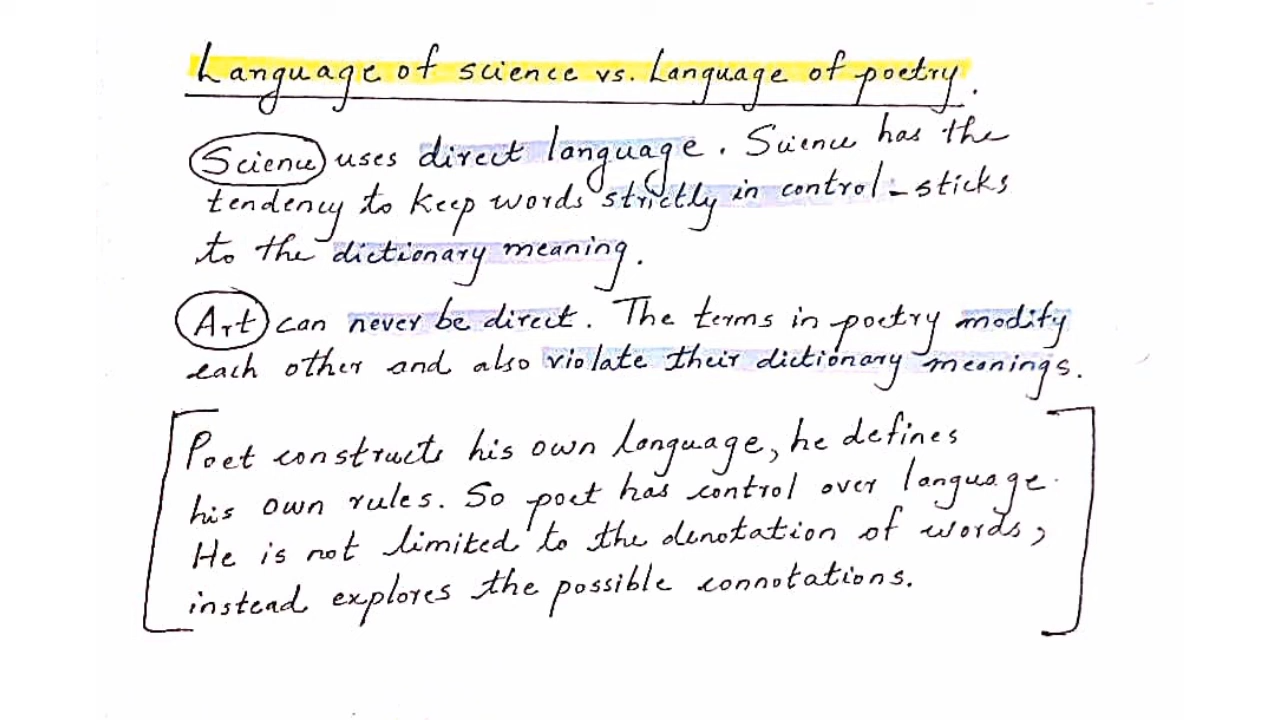 Language of science vs. Language of poetry.
Science uses direct language. Science has the
tendency to keep words strictly in control - sticks
to the dictionary meaning.
Art can never be direct. The terms in poetry modify
each other and also violate their dictionary meanings.
Poet constructs his own language, he defines
his own rules. So poet has control over language.
He is not limited to the denotation of words,
instead explores the possible connotations.